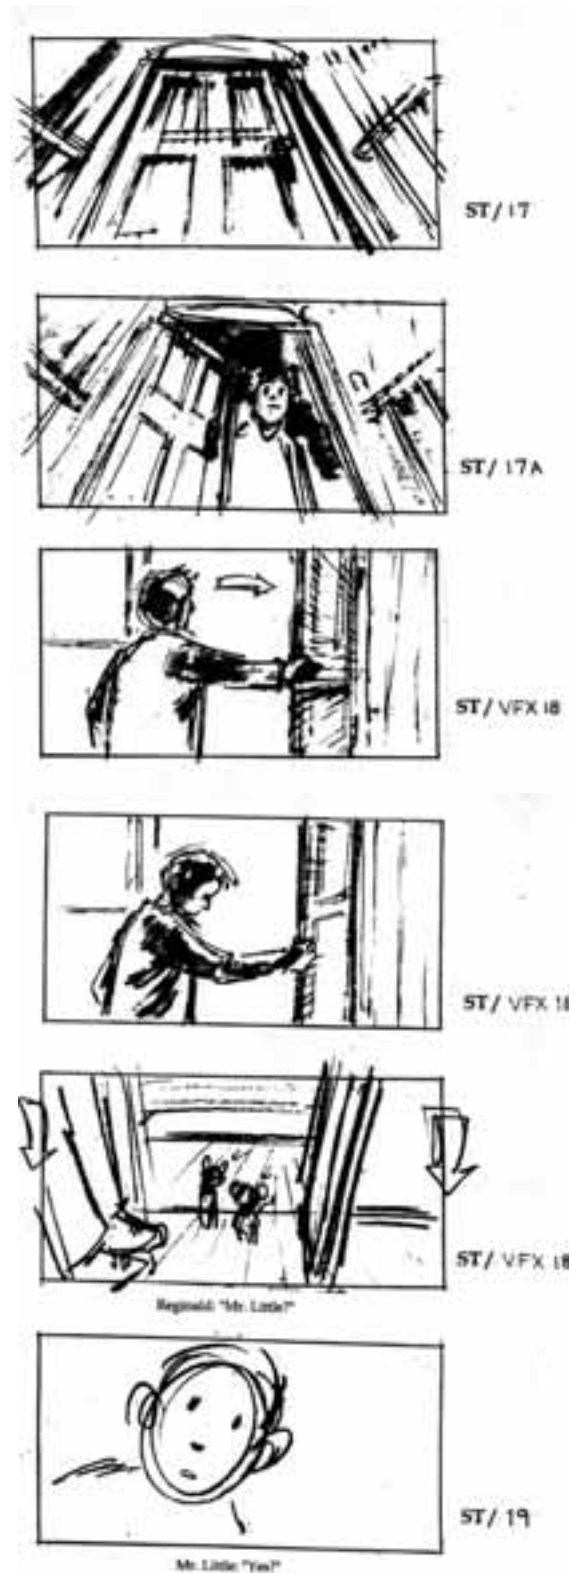 ST/17
ST/17A
ST/VFX 18
ST/VFX 18
ST/VFX 18
Reginald: "Mr. Little?"
ST/19
Mr. Little: "Yes?"